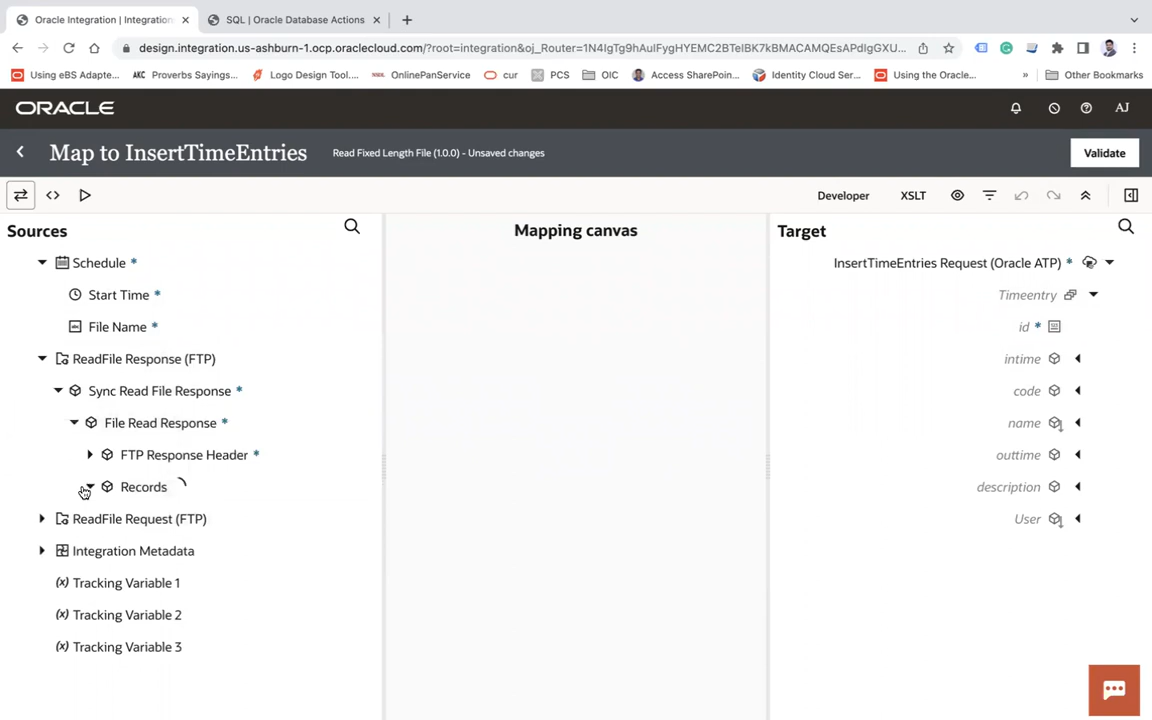 Oracle Integration | Integration
SQL | Oracle Database Actions
design.integration.us-ashburn-1.ocp.oraclecloud.com/?root=integration&oj_Router=1N4IgTg9hAuIFygHYEMC2BTeIBK7kBMACAMQEsAPdIgGXU...
Using eBS Adapte...
AKC Proverbs Sayings...
Logo Design Tool....
OnlinePanService
cur
PCS
OIC
Access SharePoin...
Identity Cloud Ser...
Using the Oracle...
»
Other Bookmarks
ORACLE
AJ
Map to InsertTimeEntries
Read Fixed Length File (1.0.0) - Unsaved changes
Validate
Developer
XSLT
Sources
Mapping canvas
Target
Schedule *
InsertTimeEntries Request (Oracle ATP) *
Start Time *
Timeentry
File Name *
id *
ReadFile Response (FTP)
intime
Sync Read File Response *
code
File Read Response *
name
FTP Response Header *
outtime
Records
description
ReadFile Request (FTP)
User
Integration Metadata
(x) Tracking Variable 1
(x) Tracking Variable 2
(x) Tracking Variable 3